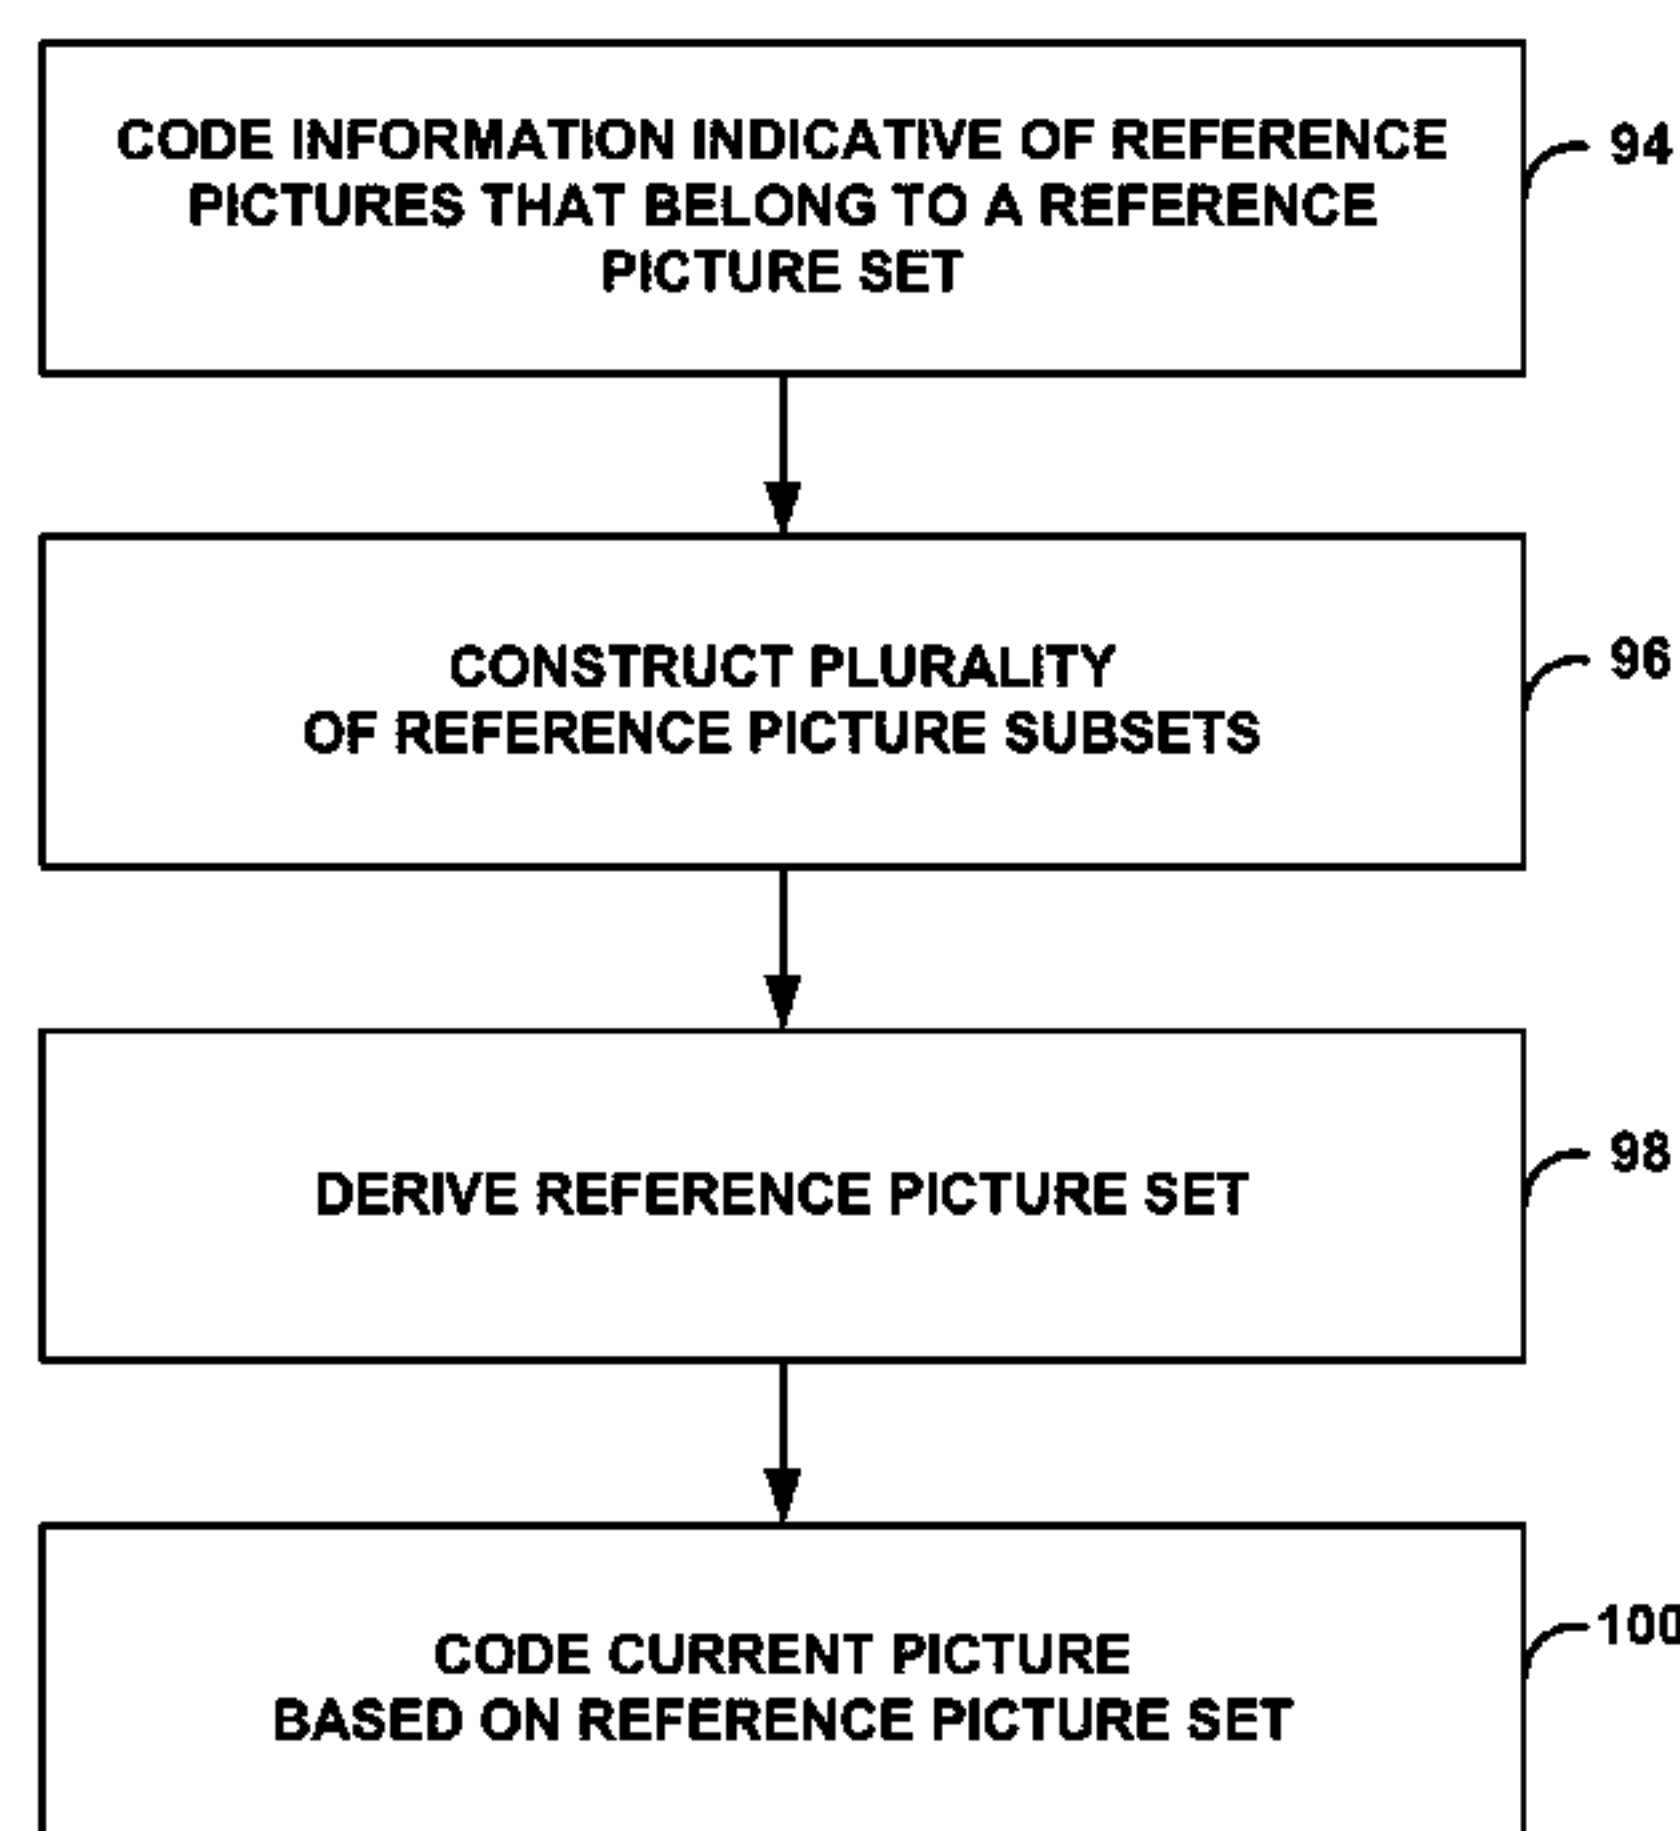 CODE INFORMATION INDICATIVE OF REFERENCE
PICTURES THAT BELONG TO A REFERENCE
PICTURE SET
94
CONSTRUCT PLURALITY
OF REFERENCE PICTURE SUBSETS
96
DERIVE REFERENCE PICTURE SET
98
CODE CURRENT PICTURE
BASED ON REFERENCE PICTURE SET
100